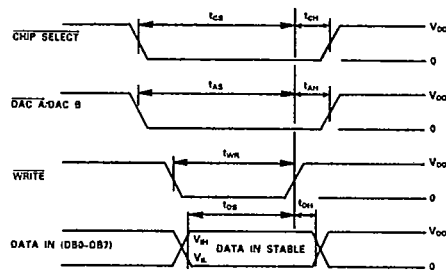 tCS tCH
VDD
CHIP SELECT
0
tAS tAH
VDD
DAC A/DAC B
0
tWR
VDD
WRITE
0
tDS tDH
VDD
DATA IN (DB0-DB7) VIH DATA IN STABLE
VIL
0